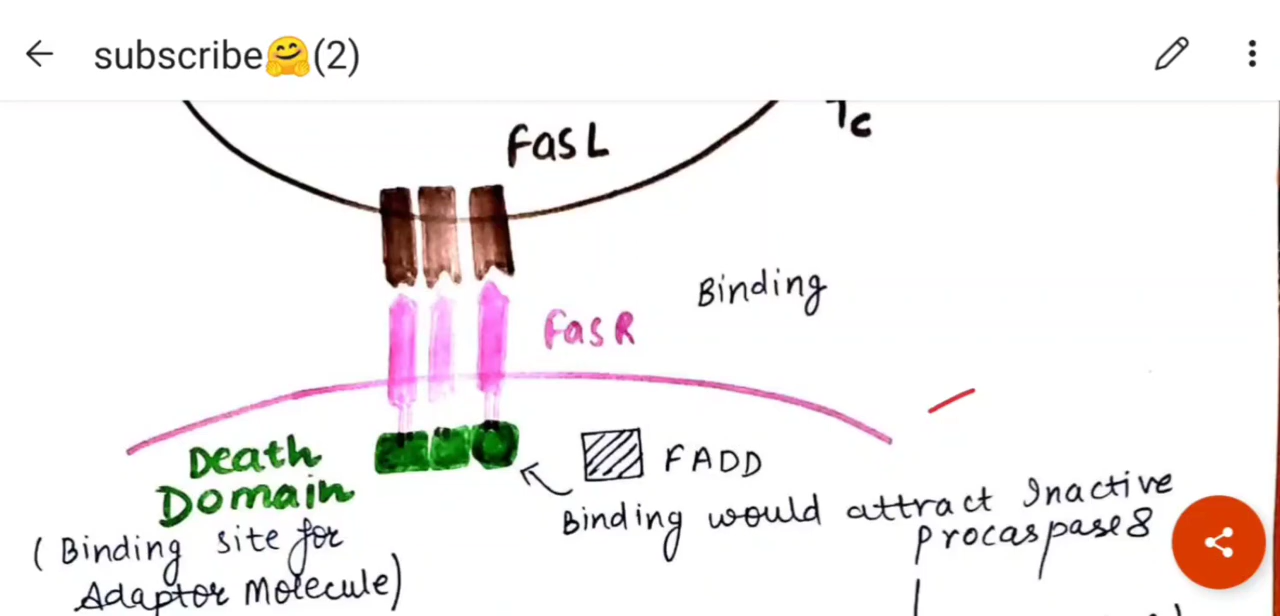 subscribe🤗(2)
Tc
FasL
Binding
FasR
Death
Domain
(Binding site for
Adaptor Molecule)
FADD
Binding would attract Inactive
procaspase8